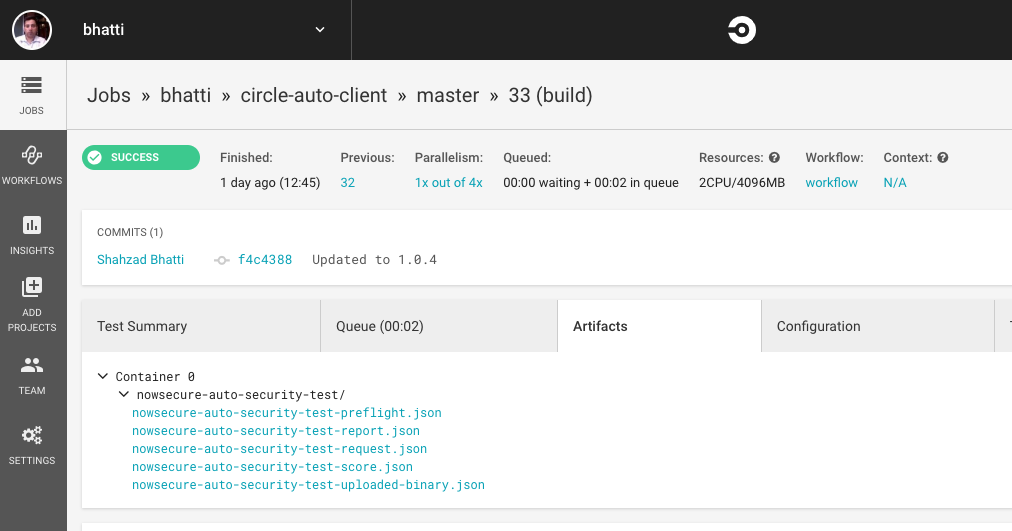 bhatti
JOBS
WORKFLOWS
INSIGHTS
ADD
PROJECTS
TEAM
SETTINGS
Jobs » bhatti » circle-auto-client » master » 33 (build)
SUCCESS
Finished: Previous: Parallelism: Queued: Resources: ? Workflow: Context: ?
1 day ago (12:45) 32 1x out of 4x 00:00 waiting + 00:02 in queue 2CPU/4096MB workflow N/A
COMMITS (1)
Shahzad Bhatti f4c4388 Updated to 1.0.4
Test Summary Queue (00:02) Artifacts Configuration
Container 0
nowsecure-auto-security-test/
nowsecure-auto-security-test-preflight.json
nowsecure-auto-security-test-report.json
nowsecure-auto-security-test-request.json
nowsecure-auto-security-test-score.json
nowsecure-auto-security-test-uploaded-binary.json